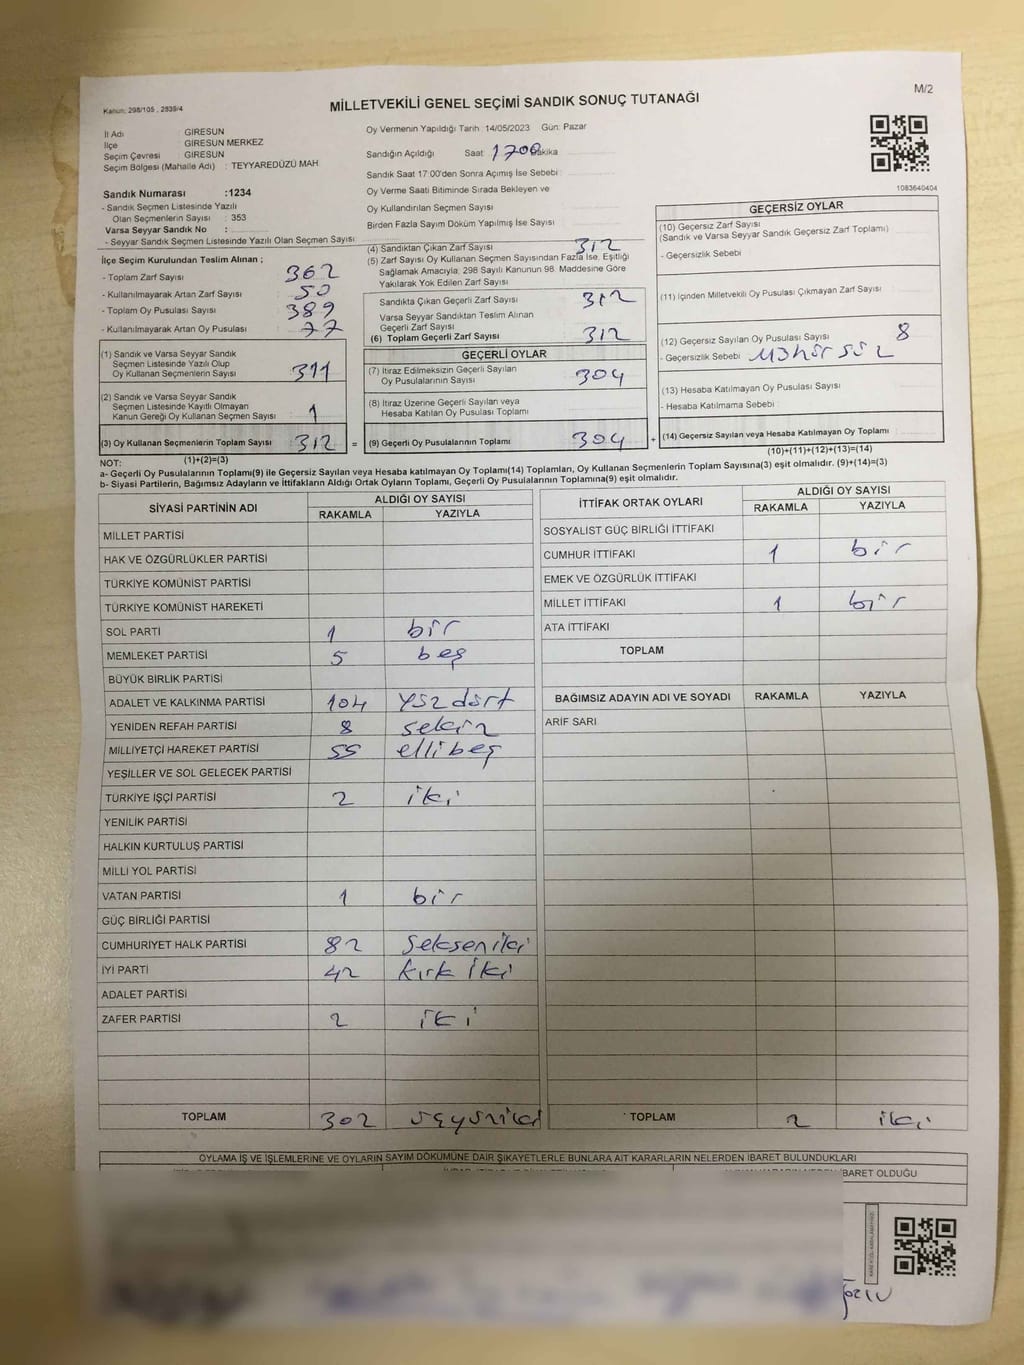 M/2
Kanun: 298/105 , 2839/4
MİLLETVEKİLİ GENEL SEÇİMİ SANDIK SONUÇ TUTANAĞI
İl Adı : GİRESUN
İlçe : GİRESUN MERKEZ
Seçim Çevresi : GİRESUN
Seçim Bölgesi (Mahalle Adı) : TEYYAREDÜZÜ MAH
Oy Vermenin Yapıldığı Tarih 14/05/2023 Gün: Pazar
Sandığın Açıldığı Saat: 1700 Dakika
Sandık Saat 17:00'den Sonra Açımış İse Sebebi :
Oy Verme Saati Bitiminde Sırada Bekleyen ve
Oy Kullandırılan Seçmen Sayısı
Birden Fazla Sayım Döküm Yapılmış İse Sayısı
1083640404
Sandık Numarası :1234
- Sandık Seçmen Listesinde Yazılı
Olan Seçmenlerin Sayısı : 353
Varsa Seyyar Sandık No :
- Seyyar Sandık Seçmen Listesinde Yazılı Olan Seçmen Sayısı
İlçe Seçim Kurulundan Teslim Alınan ;
- Toplam Zarf Sayısı 362
- Kullanılmayarak Artan Zarf Sayısı 50
- Toplam Oy Pusulası Sayısı 389
- Kullanılmayarak Artan Oy Pusulası 77
(1) Sandık ve Varsa Seyyar Sandık
Seçmen Listesinde Yazılı Olup
Oy Kullanan Seçmenlerin Sayısı 311
(2) Sandık ve Varsa Seyyar Sandık
Seçmen Listesinde Kayıtlı Olmayan
Kanun Gereği Oy Kullanan Seçmen Sayısı 1
(3) Oy Kullanan Seçmenlerin Toplam Sayısı 312 =
(1)+(2)=(3)
(4) Sandıktan Çıkan Zarf Sayısı 312
(5) Zarf Sayısı Oy Kullanan Seçmen Sayısından Fazla İse, Eşitliği
Sağlamak Amacıyla, 298 Sayılı Kanunun 98. Maddesine Göre
Yakılarak Yok Edilen Zarf Sayısı
Sandıkta Çıkan Geçerli Zarf Sayısı 312
Varsa Seyyar Sandıktan Teslim Alınan
Geçerli Zarf Sayısı
(6) Toplam Geçerli Zarf Sayısı 312
GEÇERLİ OYLAR
(7) İtiraz Edilmeksizin Geçerli Sayılan
Oy Pusulalarının Sayısı 304
(8) İtiraz Üzerine Geçerli Sayılan veya
Hesaba Katılan Oy Pusulası Toplamı
(9) Geçerli Oy Pusulalarının Toplamı 304 +
GEÇERSİZ OYLAR
(10) Geçersiz Zarf Sayısı
(Sandık ve Varsa Seyyar Sandık Geçersiz Zarf Toplamı)
- Geçersizlik Sebebi :
(11) İçinden Milletvekili Oy Pusulası Çıkmayan Zarf Sayısı
(12) Geçersiz Sayılan Oy Pusulası Sayısı 8
- Geçersizlik Sebebi Mühürsüz
(13) Hesaba Katılmayan Oy Pusulası Sayısı
- Hesaba Katılmama Sebebi
(14) Geçersiz Sayılan veya Hesaba Katılmayan Oy Toplamı
(10)+(11)+(12)+(13)=(14)
NOT:
a- Geçerli Oy Pusulalarının Toplamı(9) ile Geçersiz Sayılan veya Hesaba katılmayan Oy Toplamı(14) Toplamları, Oy Kullanan Seçmenlerin Toplam Sayısına(3) eşit olmalıdır. (9)+(14)=(3)
b- Siyasi Partilerin, Bağımsız Adayların ve İttifakların Aldığı Ortak Oyların Toplamı, Geçerli Oy Pusulalarının Toplamına(9) eşit olmalıdır.
SİYASİ PARTİNİN ADI ALDIĞI OY SAYISI
RAKAMLA YAZIYLA
MİLLET PARTİSİ
HAK VE ÖZGÜRLÜKLER PARTİSİ
TÜRKİYE KOMÜNİST PARTİSİ
TÜRKİYE KOMÜNİST HAREKETİ
SOL PARTİ 1 bir
MEMLEKET PARTİSİ 5 beş
BÜYÜK BİRLİK PARTİSİ
ADALET VE KALKINMA PARTİSİ 104 yüzdört
YENİDEN REFAH PARTİSİ 8 sekiz
MİLLİYETÇİ HAREKET PARTİSİ 55 ellibeş
YEŞİLLER VE SOL GELECEK PARTİSİ
TÜRKİYE İŞÇİ PARTİSİ 2 iki
YENİLİK PARTİSİ
HALKIN KURTULUŞ PARTİSİ
MİLLİ YOL PARTİSİ
VATAN PARTİSİ 1 bir
GÜÇ BİRLİĞİ PARTİSİ
CUMHURİYET HALK PARTİSİ 82 sekseniki
İYİ PARTİ 42 kırk iki
ADALET PARTİSİ
ZAFER PARTİSİ 2 iki
TOPLAM 302 üçyüziki
İTTİFAK ORTAK OYLARI ALDIĞI OY SAYISI
RAKAMLA YAZIYLA
SOSYALİST GÜÇ BİRLİĞİ İTTİFAKI
CUMHUR İTTİFAKI 1 bir
EMEK VE ÖZGÜRLÜK İTTİFAKI
MİLLET İTTİFAKI 1 bir
ATA İTTİFAKI
TOPLAM
BAĞIMSIZ ADAYIN ADI VE SOYADI RAKAMLA YAZIYLA
ARİF SARI
TOPLAM 2 iki
OYLAMA İŞ VE İŞLEMLERİNE VE OYLARIN SAYIM DÖKÜMÜNE DAİR ŞİKAYETLERLE BUNLARA AİT KARARLARIN NELERDEN İBARET BULUNDUKLARI
İBARET OLDUĞU